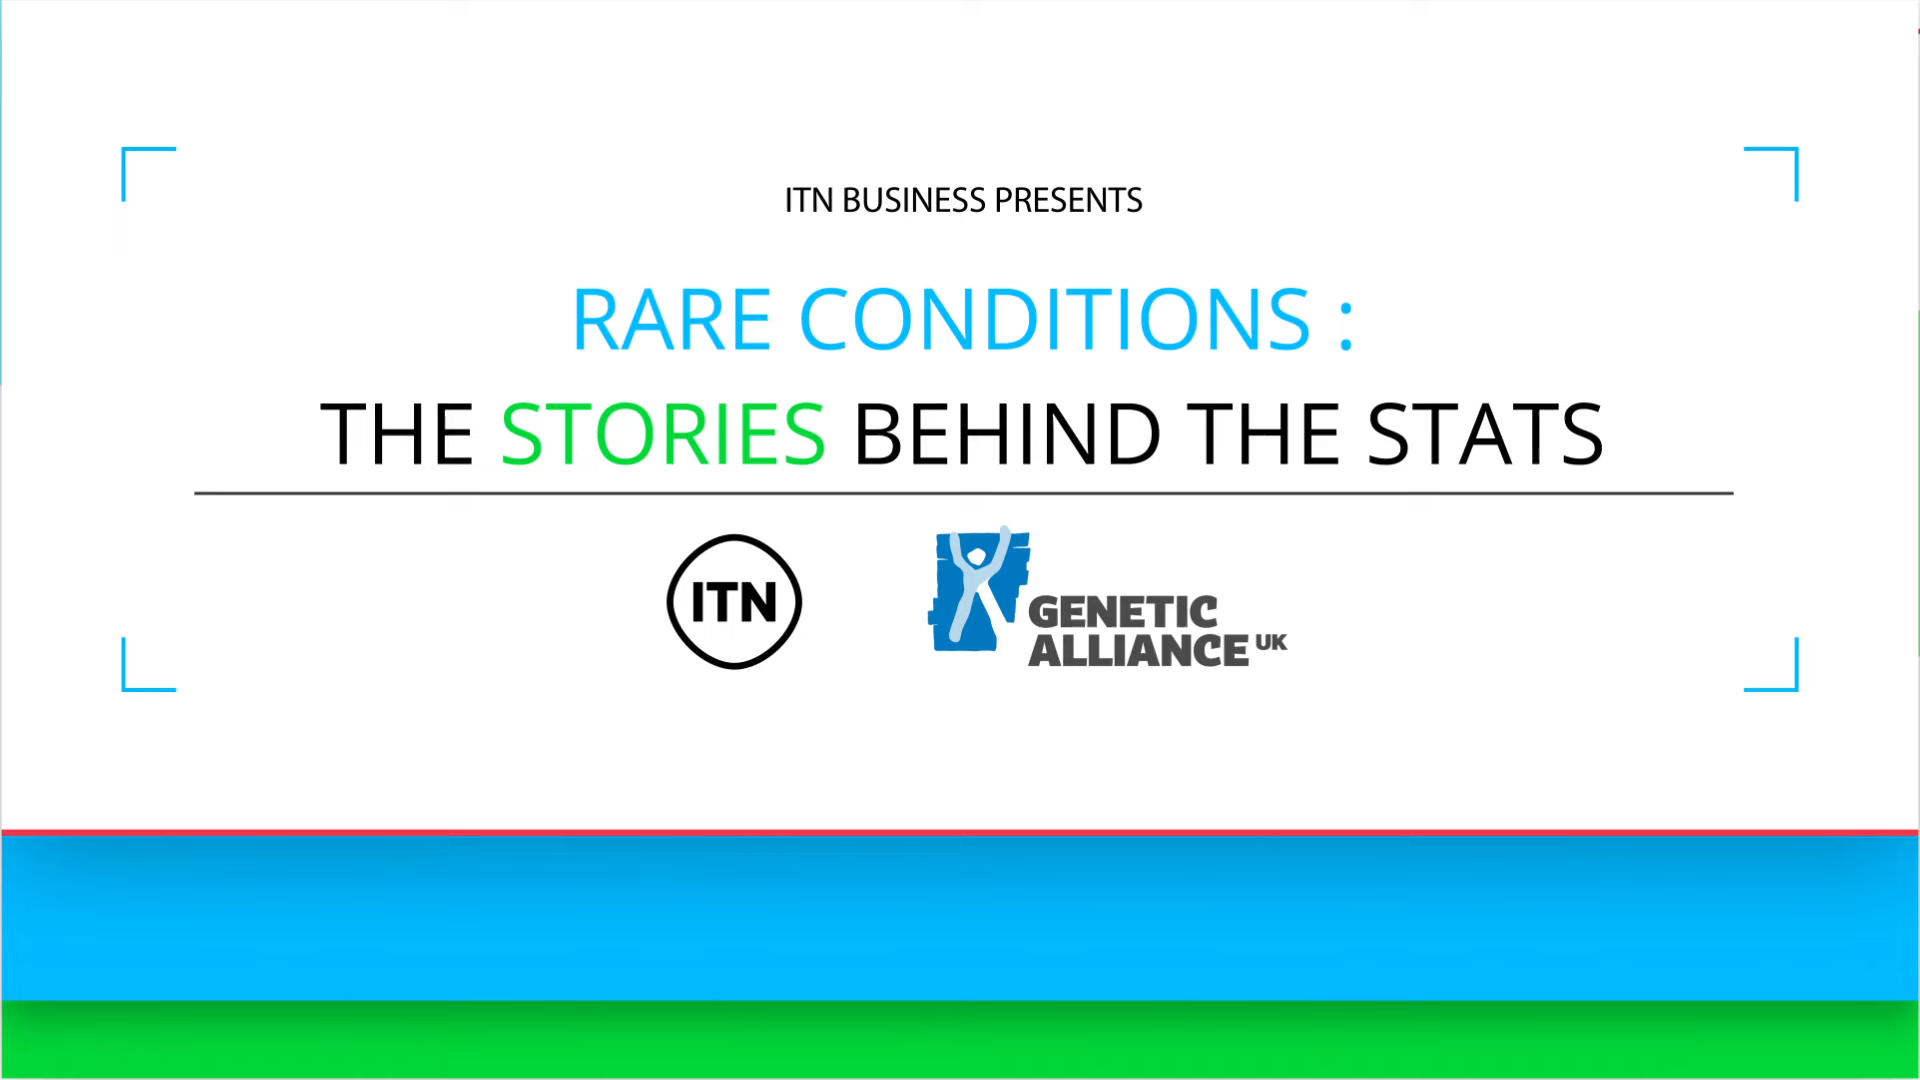 ITN BUSINESS PRESENTS
RARE CONDITIONS :
THE STORIES BEHIND THE STATS
ITN
GENETIC
ALLIANCE UK